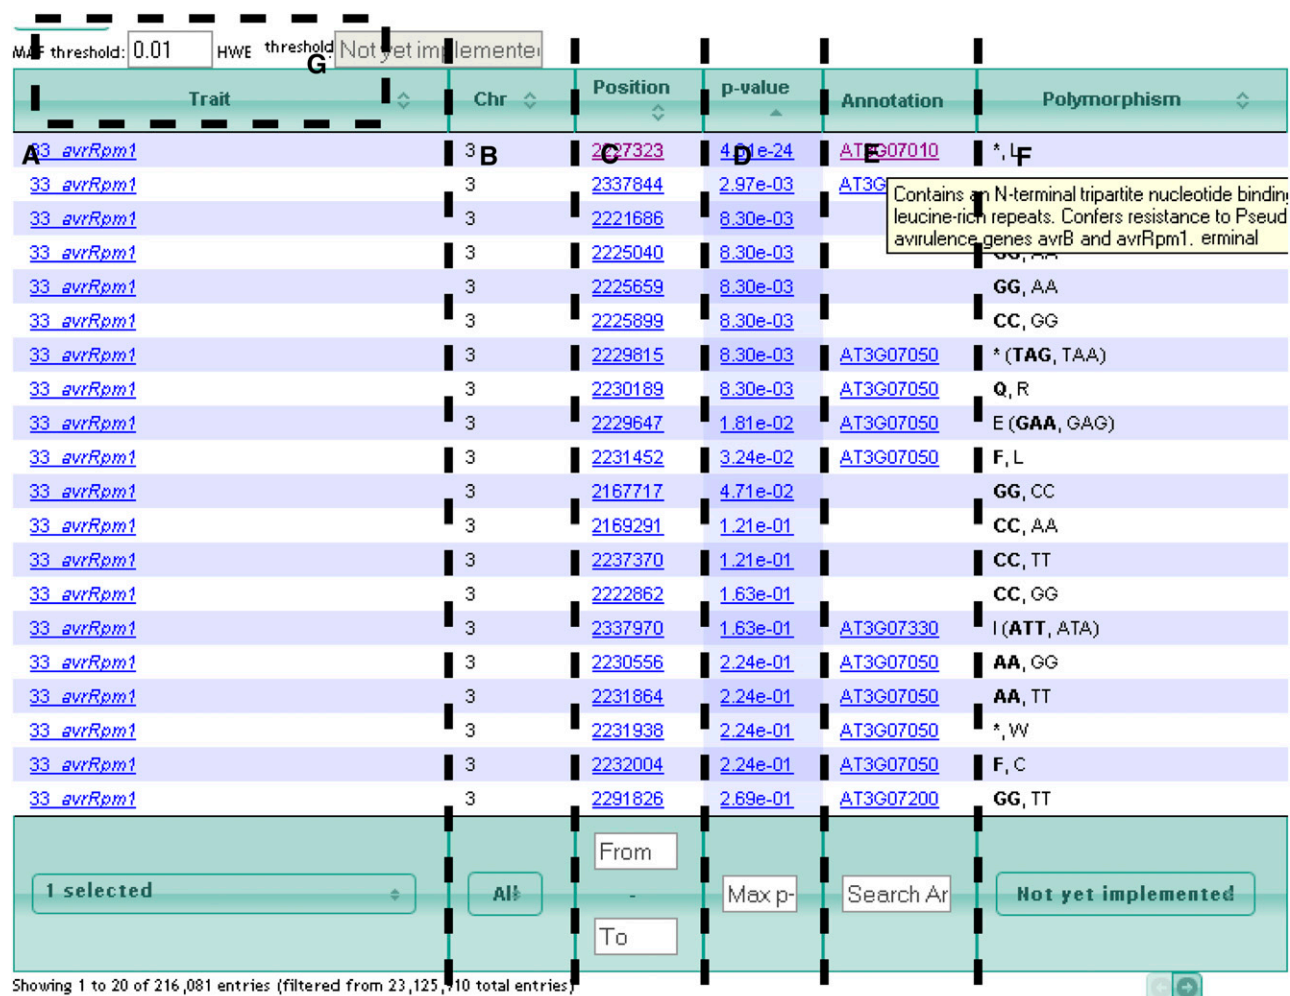 MAF threshold: 0.01 HWE threshold: Not yet implemente
G
Trait Chr Position p-value Annotation Polymorphism
A B C D E F
33_avrRpm1 3 2227323 AT3G07010 *, L
33_avrRpm1 3 2337844 2.97e-03 AT3G
Contains an N-terminal tripartite nucleotide binding
33_avrRpm1 3 2221686 8.30e-03
leucine-rich repeats. Confers resistance to Pseud
33_avrRpm1 3 2225040 8.30e-03
avirulence genes avrB and avrRpm1. erminal
33_avrRpm1 3 2225659 8.30e-03 GG, AA
33_avrRpm1 3 2225899 8.30e-03 CC, GG
33_avrRpm1 3 2229815 8.30e-03 AT3G07050 * (TAG, TAA)
33_avrRpm1 3 2230189 8.30e-03 AT3G07050 Q, R
33_avrRpm1 3 2229647 1.81e-02 AT3G07050 E (GAA, GAG)
33_avrRpm1 3 2231452 3.24e-02 AT3G07050 F, L
33_avrRpm1 3 2167717 4.71e-02 GG, CC
33_avrRpm1 3 2169291 1.21e-01 CC, AA
33_avrRpm1 3 2237370 1.21e-01 CC, TT
33_avrRpm1 3 2222862 1.63e-01 CC, GG
33_avrRpm1 3 2337970 1.63e-01 AT3G07330 I (ATT, ATA)
33_avrRpm1 3 2230556 2.24e-01 AT3G07050 AA, GG
33_avrRpm1 3 2231864 2.24e-01 AT3G07050 AA, TT
33_avrRpm1 3 2231938 2.24e-01 AT3G07050 *, W
33_avrRpm1 3 2232004 2.24e-01 AT3G07050 F, C
33_avrRpm1 3 2291826 2.69e-01 AT3G07200 GG, TT
From
1 selected All - Max p- Search Ar Not yet implemented
To
Showing 1 to 20 of 216,081 entries (filtered from total entries)